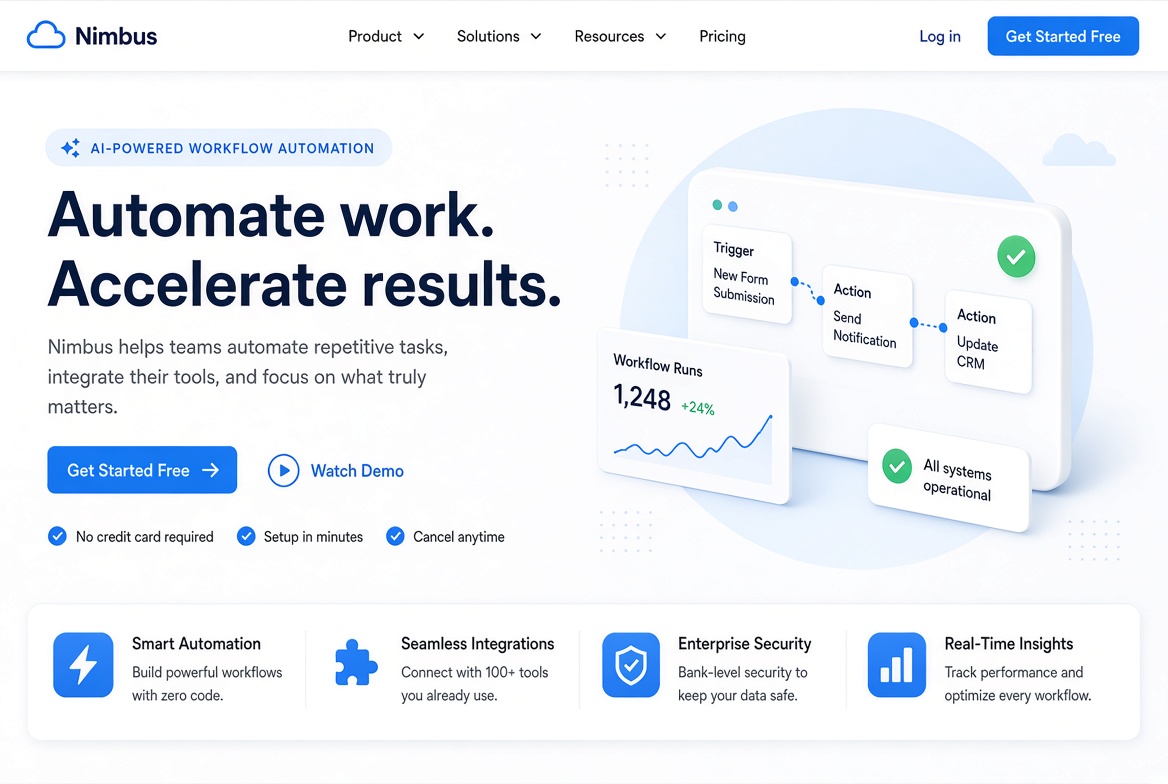 Nimbus
Product
Solutions
Resources
Pricing
Log in
Get Started Free
AI-POWERED WORKFLOW AUTOMATION
Automate work.
Accelerate results.
Nimbus helps teams automate repetitive tasks,
integrate their tools, and focus on what truly
matters.
Get Started Free
Watch Demo
No credit card required
Setup in minutes
Cancel anytime
Trigger
New Form
Submission
Action
Send
Notification
Action
Update
CRM
Workflow Runs
1,248 +24%
All systems
operational
Smart Automation
Build powerful workflows
with zero code.
Seamless Integrations
Connect with 100+ tools
you already use.
Enterprise Security
Bank-level security to
keep your data safe.
Real-Time Insights
Track performance and
optimize every workflow.